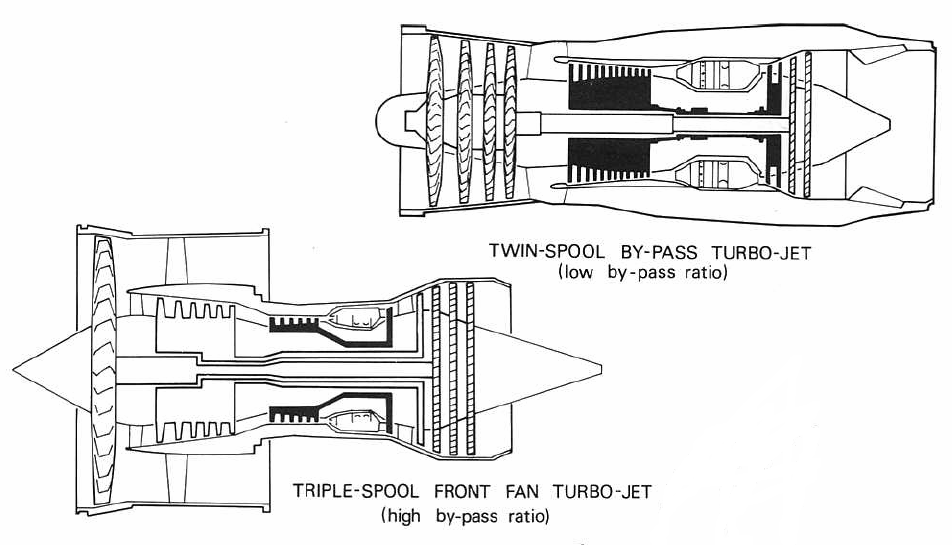 TWIN-SPOOL BY-PASS TURBO-JET
(low by-pass ratio)
TRIPLE-SPOOL FRONT FAN TURBO-JET
(high by-pass ratio)